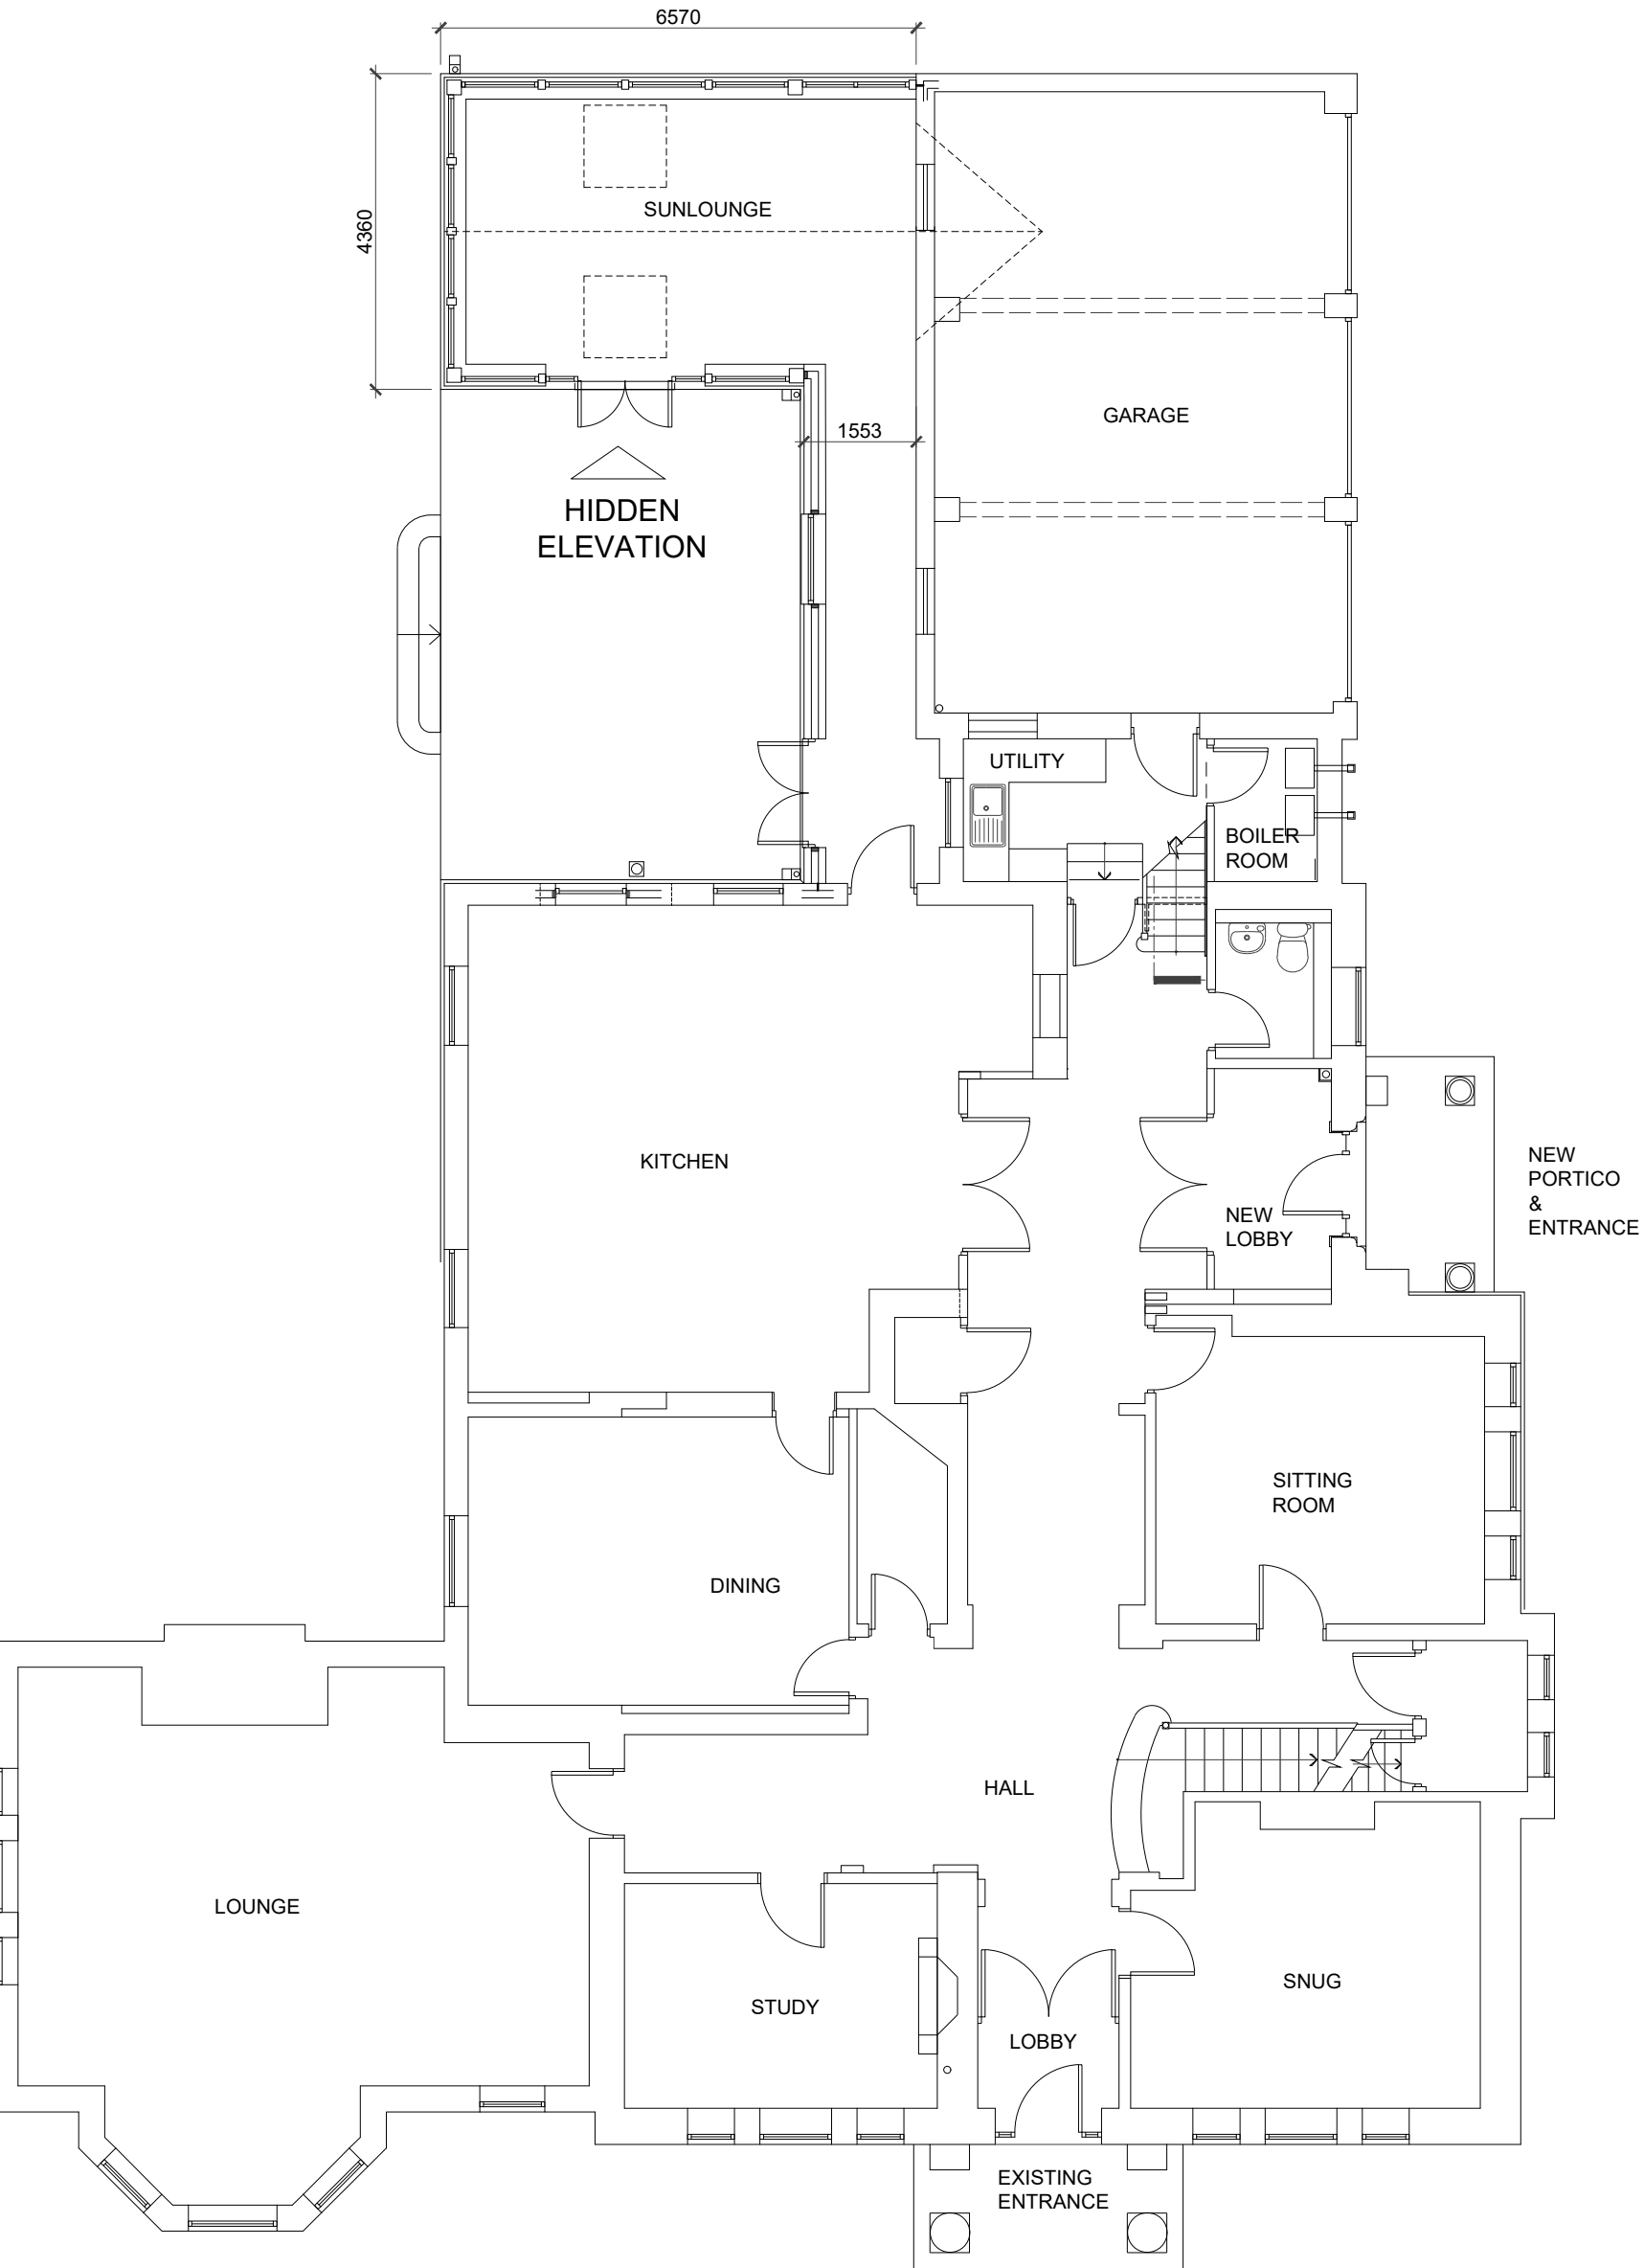 6570
4360
SUNLOUNGE
GARAGE
1553
HIDDEN
ELEVATION
UTILITY
BOILER
ROOM
KITCHEN
NEW
LOBBY
NEW
PORTICO
&
ENTRANCE
SITTING
ROOM
DINING
HALL
LOUNGE
STUDY
SNUG
LOBBY
EXISTING
ENTRANCE